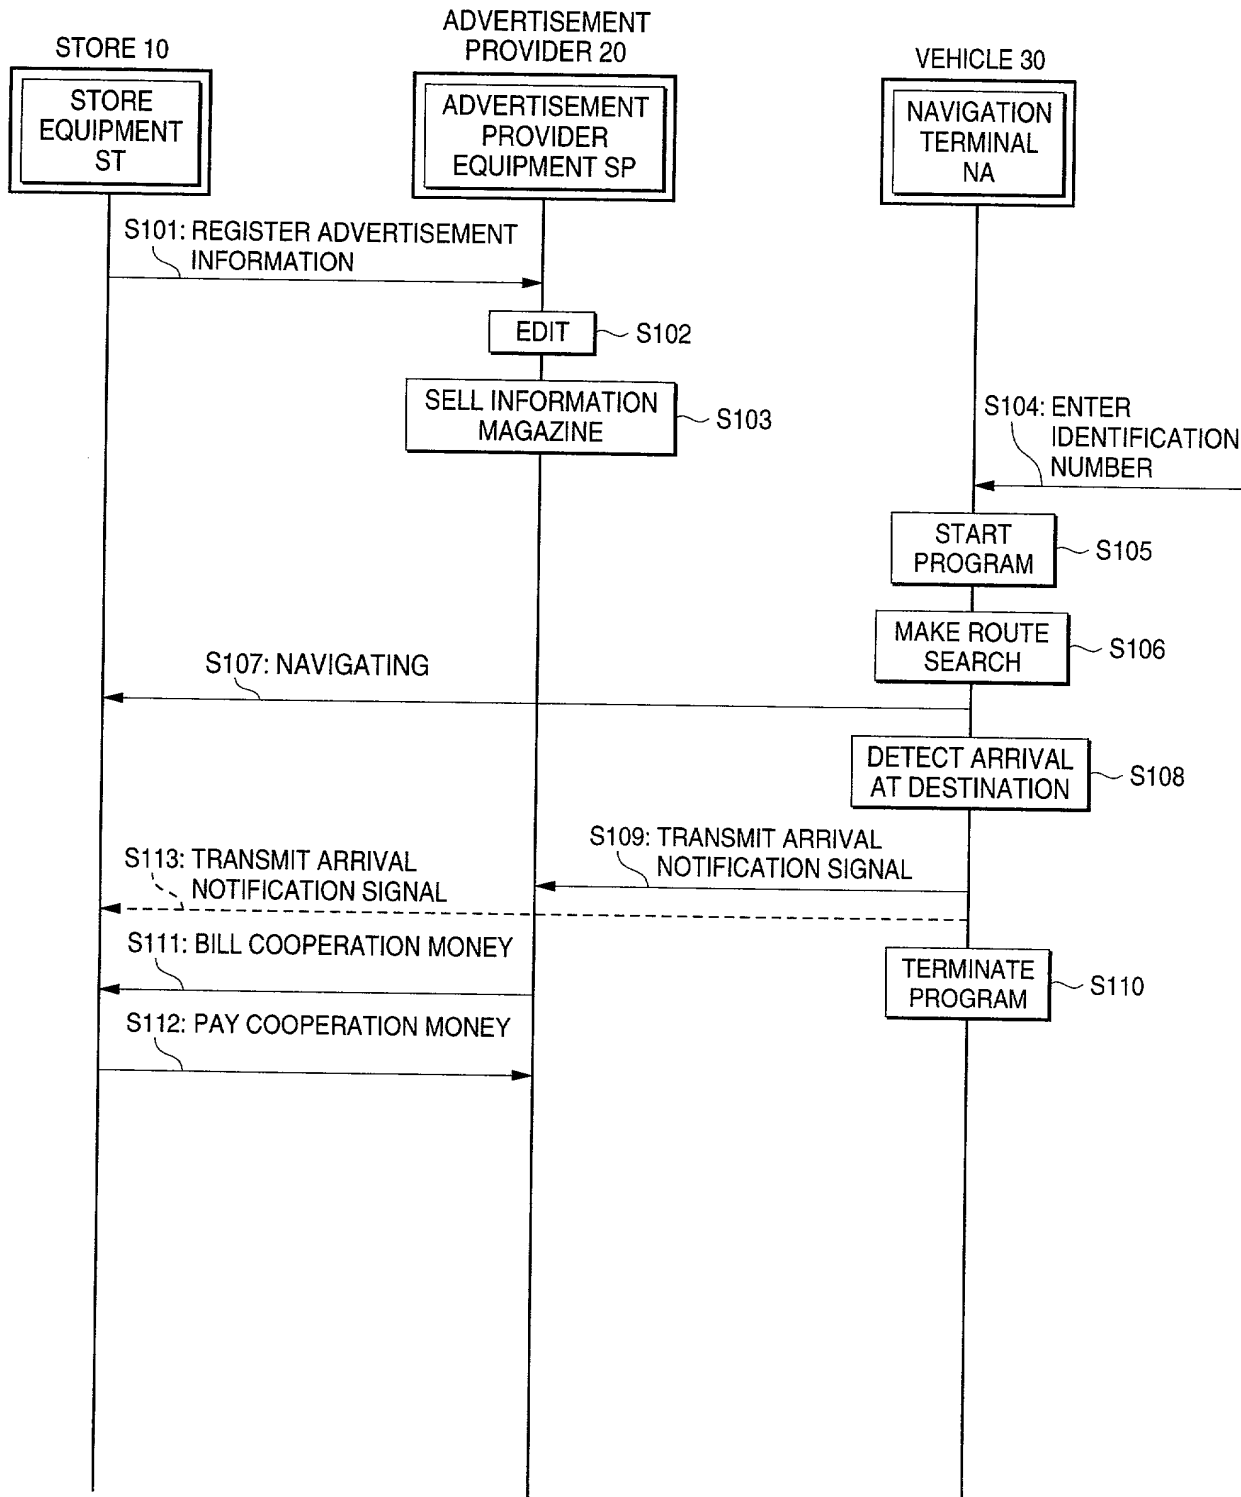 STORE 10
STORE
EQUIPMENT
ST
ADVERTISEMENT
PROVIDER 20
ADVERTISEMENT
PROVIDER
EQUIPMENT SP
VEHICLE 30
NAVIGATION
TERMINAL
NA
S101: REGISTER ADVERTISEMENT
INFORMATION
EDIT
S102
SELL INFORMATION
MAGAZINE
S103
S104: ENTER
IDENTIFICATION
NUMBER
START
PROGRAM
S105
MAKE ROUTE
SEARCH
S106
S107: NAVIGATING
DETECT ARRIVAL
AT DESTINATION
S108
S109: TRANSMIT ARRIVAL
NOTIFICATION SIGNAL
S113: TRANSMIT ARRIVAL
NOTIFICATION SIGNAL
TERMINATE
PROGRAM
S110
S111: BILL COOPERATION MONEY
S112: PAY COOPERATION MONEY